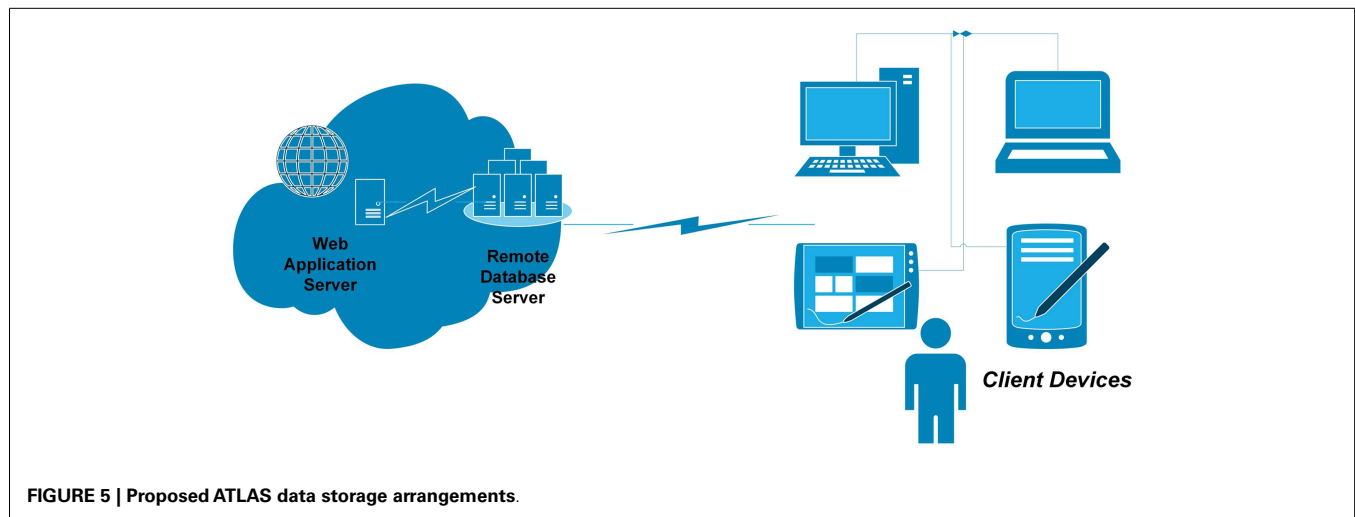 Web
Application
Server
Remote
Database
Server
Client Devices
FIGURE 5 | Proposed ATLAS data storage arrangements.